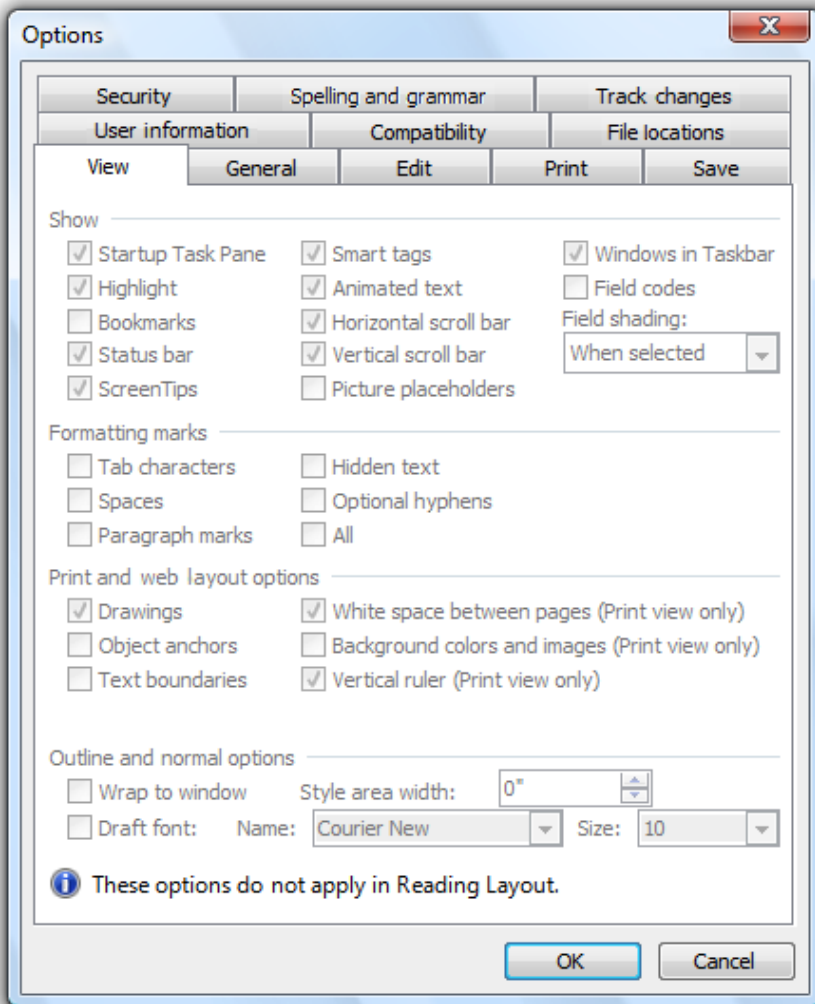 Options
Security Spelling and grammar Track changes
User information Compatibility File locations
View General Edit Print Save
Show
Startup Task Pane Smart tags Windows in Taskbar
Highlight Animated text Field codes
Bookmarks Horizontal scroll bar Field shading:
Status bar Vertical scroll bar When selected
ScreenTips Picture placeholders
Formatting marks
Tab characters Hidden text
Spaces Optional hyphens
Paragraph marks All
Print and web layout options
Drawings White space between pages (Print view only)
Object anchors Background colors and images (Print view only)
Text boundaries Vertical ruler (Print view only)
Outline and normal options
Wrap to window Style area width: 0"
Draft font: Name: Courier New Size: 10
These options do not apply in Reading Layout.
OK Cancel